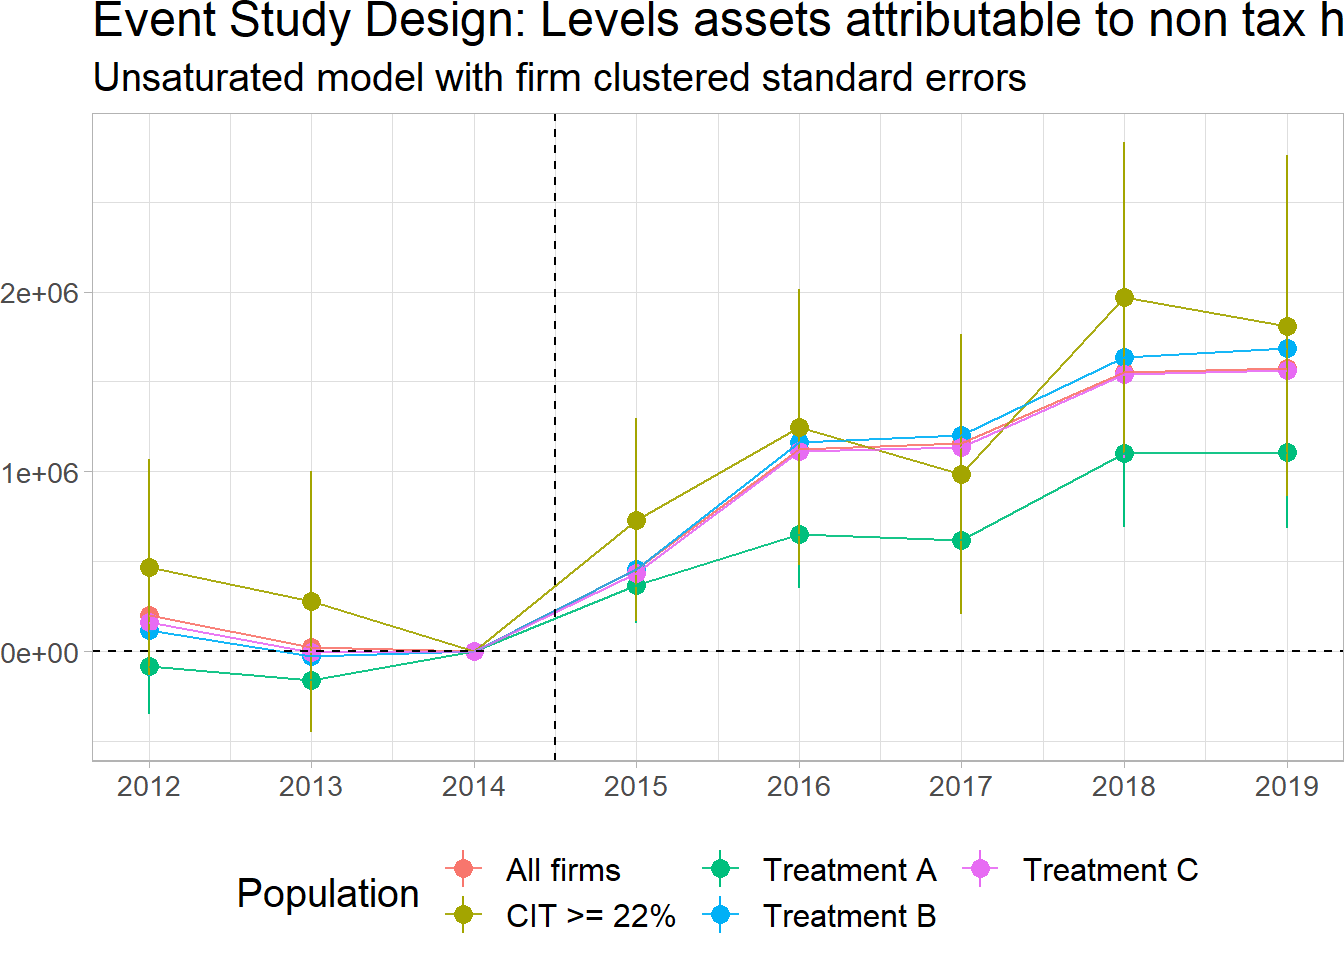 Event Study Design: Levels assets attributable to non tax h
Unsaturated model with firm clustered standard errors
2e+06
1e+06
0e+00
2012 2013 2014 2015 2016 2017 2018 2019
Population
All firms Treatment A Treatment C
CIT >= 22% Treatment B